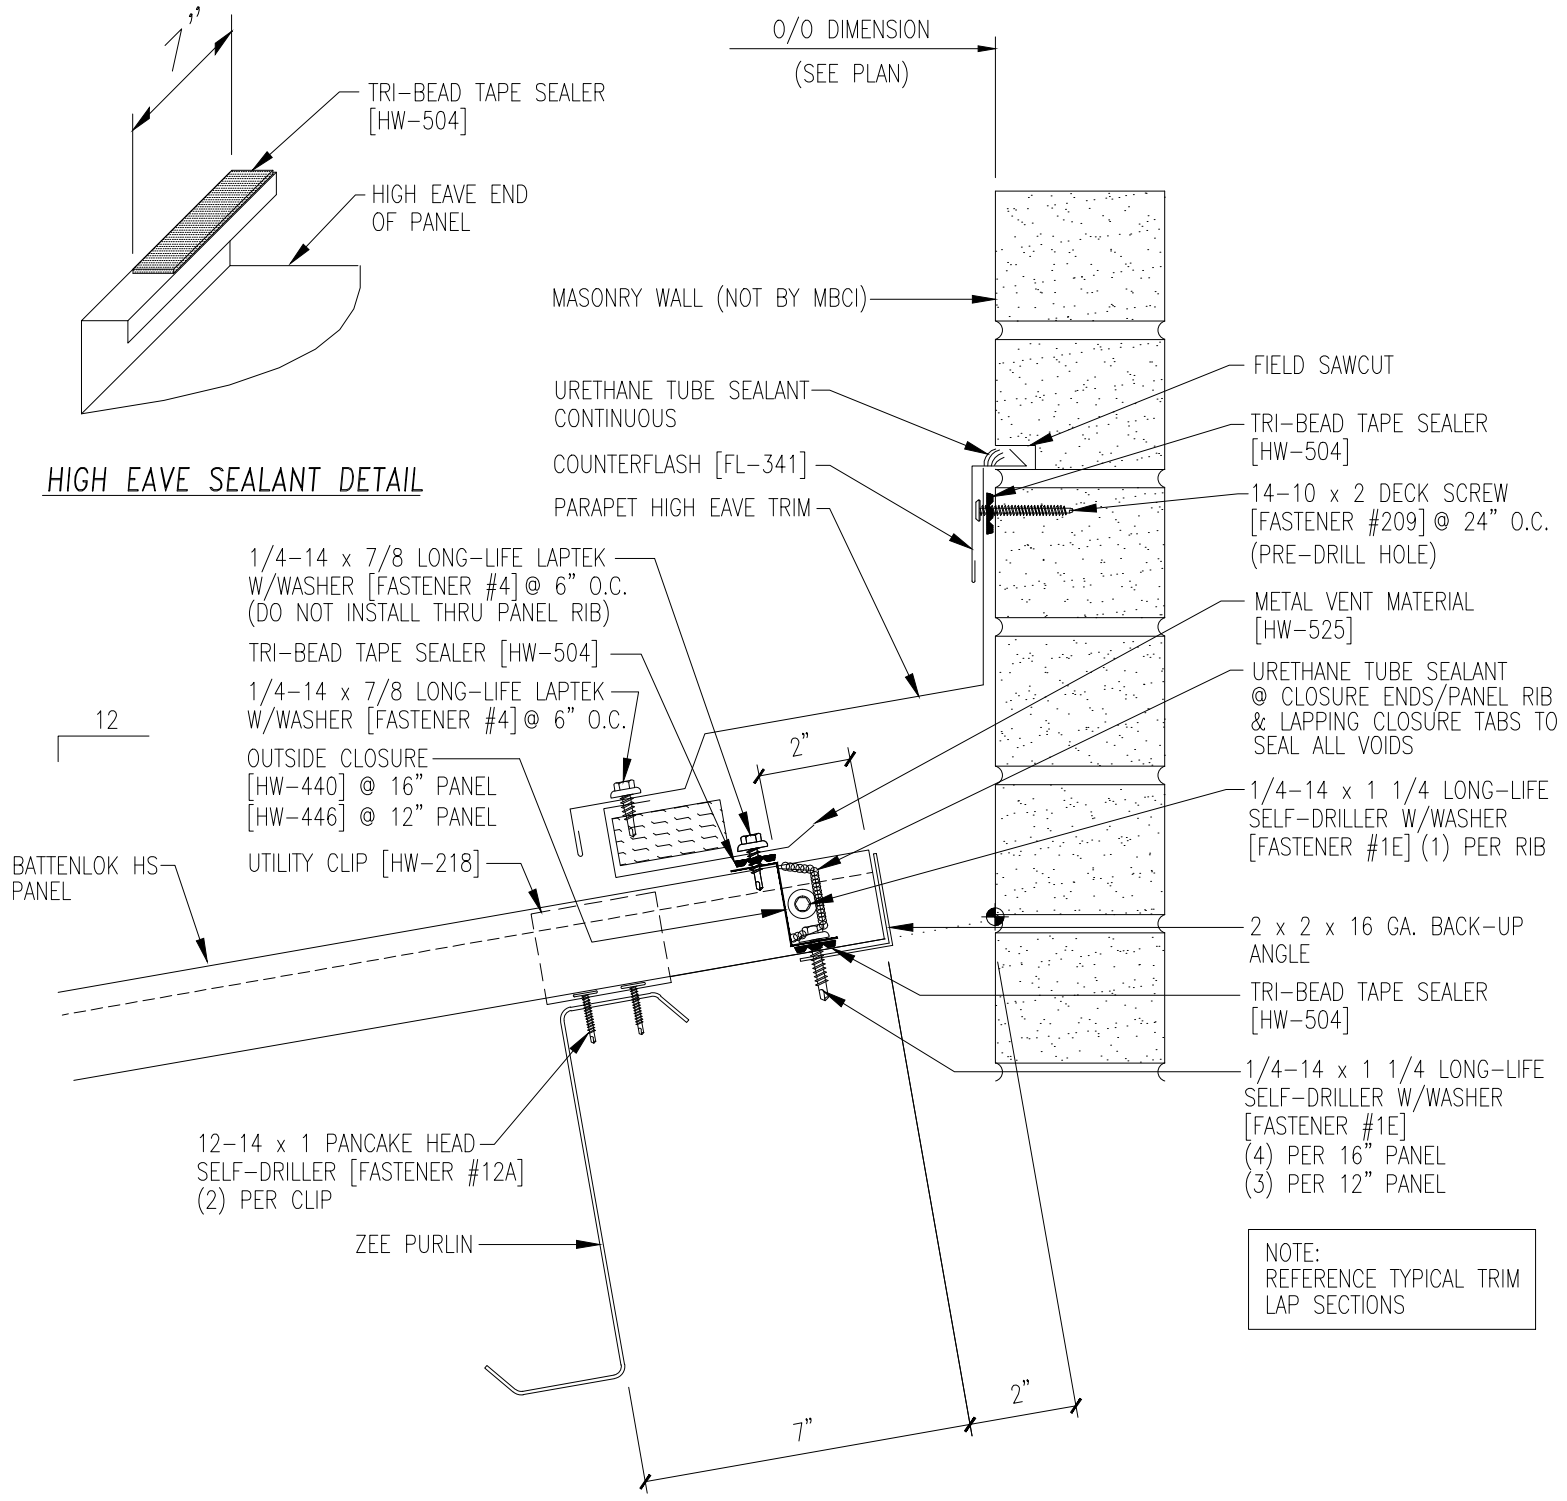 7"
TRI-BEAD TAPE SEALER
[HW-504]
HIGH EAVE END
OF PANEL
HIGH EAVE SEALANT DETAIL
O/O DIMENSION
(SEE PLAN)
MASONRY WALL (NOT BY MBCI)
URETHANE TUBE SEALANT
CONTINUOUS
COUNTERFLASH [FL-341]
PARAPET HIGH EAVE TRIM
1/4-14 x 7/8 LONG-LIFE LAPTEK
W/WASHER [FASTENER #4] @ 6" O.C.
(DO NOT INSTALL THRU PANEL RIB)
TRI-BEAD TAPE SEALER [HW-504]
1/4-14 x 7/8 LONG-LIFE LAPTEK
W/WASHER [FASTENER #4] @ 6" O.C.
OUTSIDE CLOSURE
[HW-440] @ 16" PANEL
[HW-446] @ 12" PANEL
UTILITY CLIP [HW-218]
12
BATTENLOK HS
PANEL
2"
FIELD SAWCUT
TRI-BEAD TAPE SEALER
[HW-504]
14-10 x 2 DECK SCREW
[FASTENER #209] @ 24" O.C.
(PRE-DRILL HOLE)
METAL VENT MATERIAL
[HW-525]
URETHANE TUBE SEALANT
@ CLOSURE ENDS/PANEL RIB
& LAPPING CLOSURE TABS TO
SEAL ALL VOIDS
1/4-14 x 1 1/4 LONG-LIFE
SELF-DRILLER W/WASHER
[FASTENER #1E] (1) PER RIB
2 x 2 x 16 GA. BACK-UP
ANGLE
TRI-BEAD TAPE SEALER
[HW-504]
1/4-14 x 1 1/4 LONG-LIFE
SELF-DRILLER W/WASHER
[FASTENER #1E]
(4) PER 16" PANEL
(3) PER 12" PANEL
12-14 x 1 PANCAKE HEAD
SELF-DRILLER [FASTENER #12A]
(2) PER CLIP
ZEE PURLIN
7"
2"
NOTE:
REFERENCE TYPICAL TRIM
LAP SECTIONS